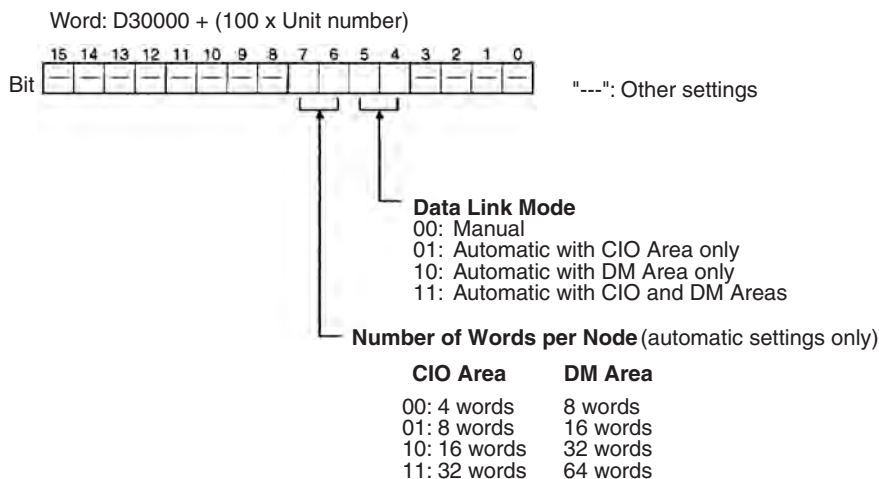 Word: D30000 + (100 x Unit number)
15 14 13 12 11 10 9 8 7 6 5 4 3 2 1 0
Bit — — — — — — — — — — — — "---": Other settings
Data Link Mode
00: Manual
01: Automatic with CIO Area only
10: Automatic with DM Area only
11: Automatic with CIO and DM Areas
Number of Words per Node (automatic settings only)
CIO Area DM Area
00: 4 words 8 words
01: 8 words 16 words
10: 16 words 32 words
11: 32 words 64 words